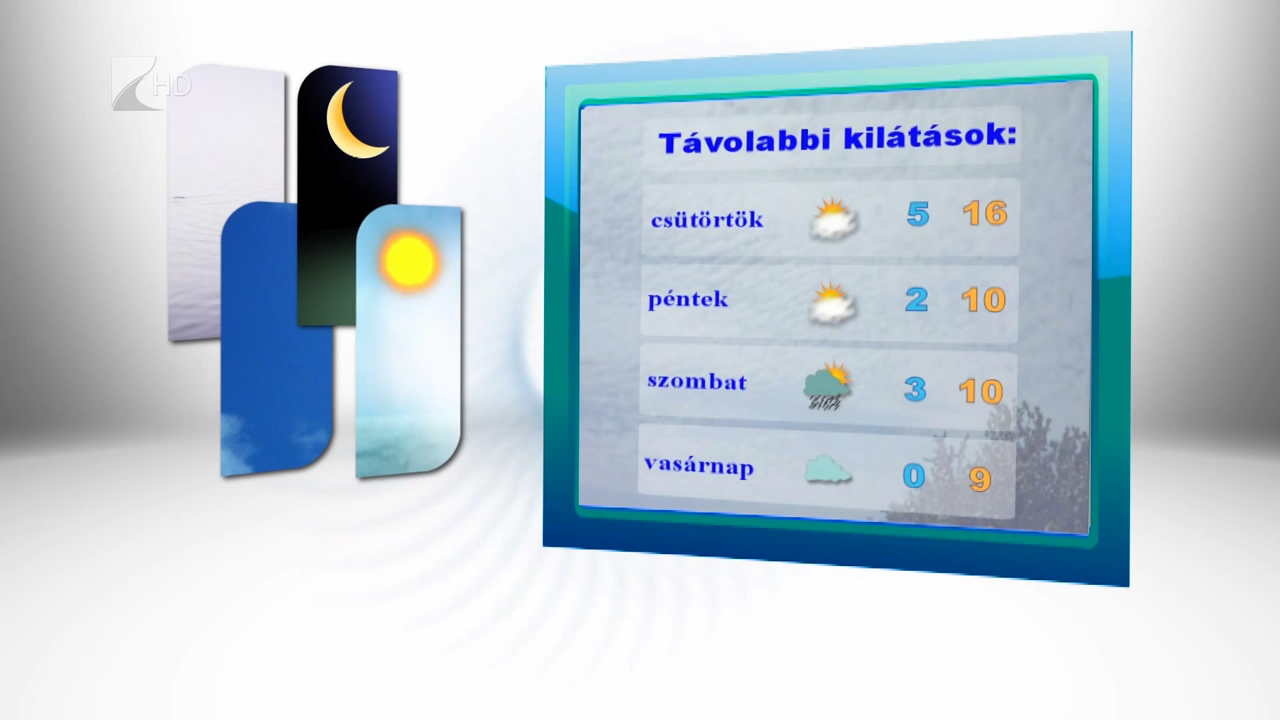 HD
Távolabbi kilátások:
csütörtök 5 16
péntek 2 10
szombat 3 10
vasárnap 0 9